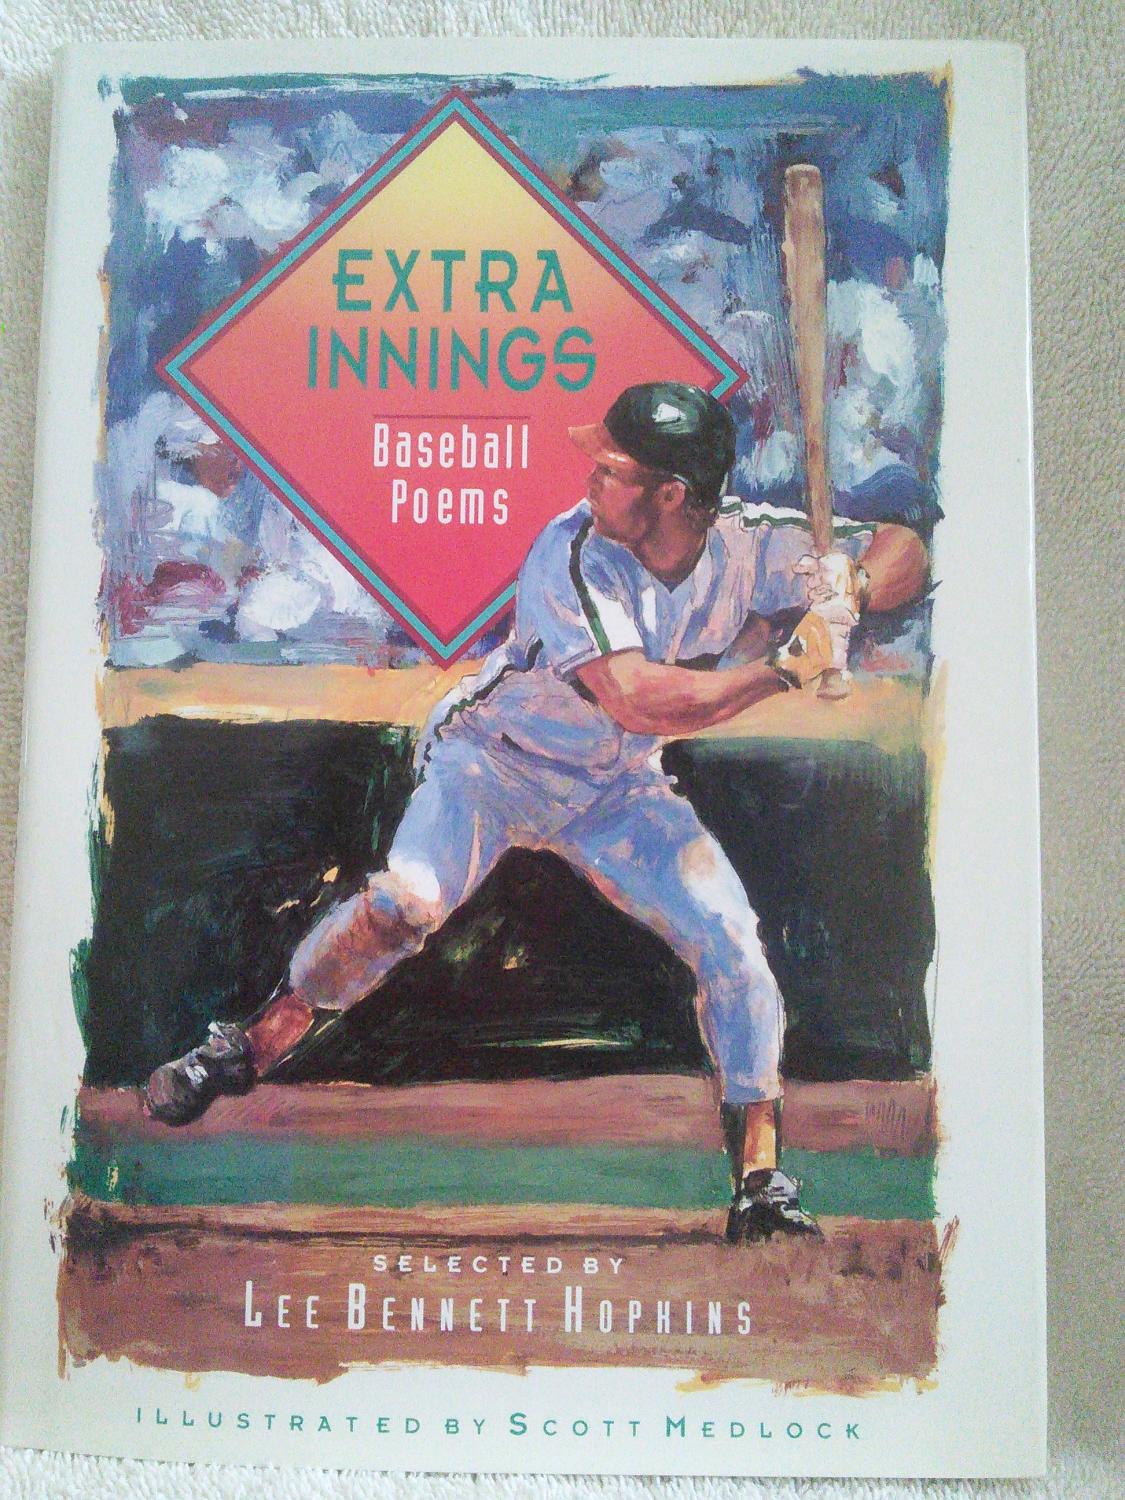 EXTRA
INNINGS
Baseball
Poems
SELECTED BY
LEE BENNETT HOPKINS
ILLUSTRATED BY SCOTT MEDLOCK